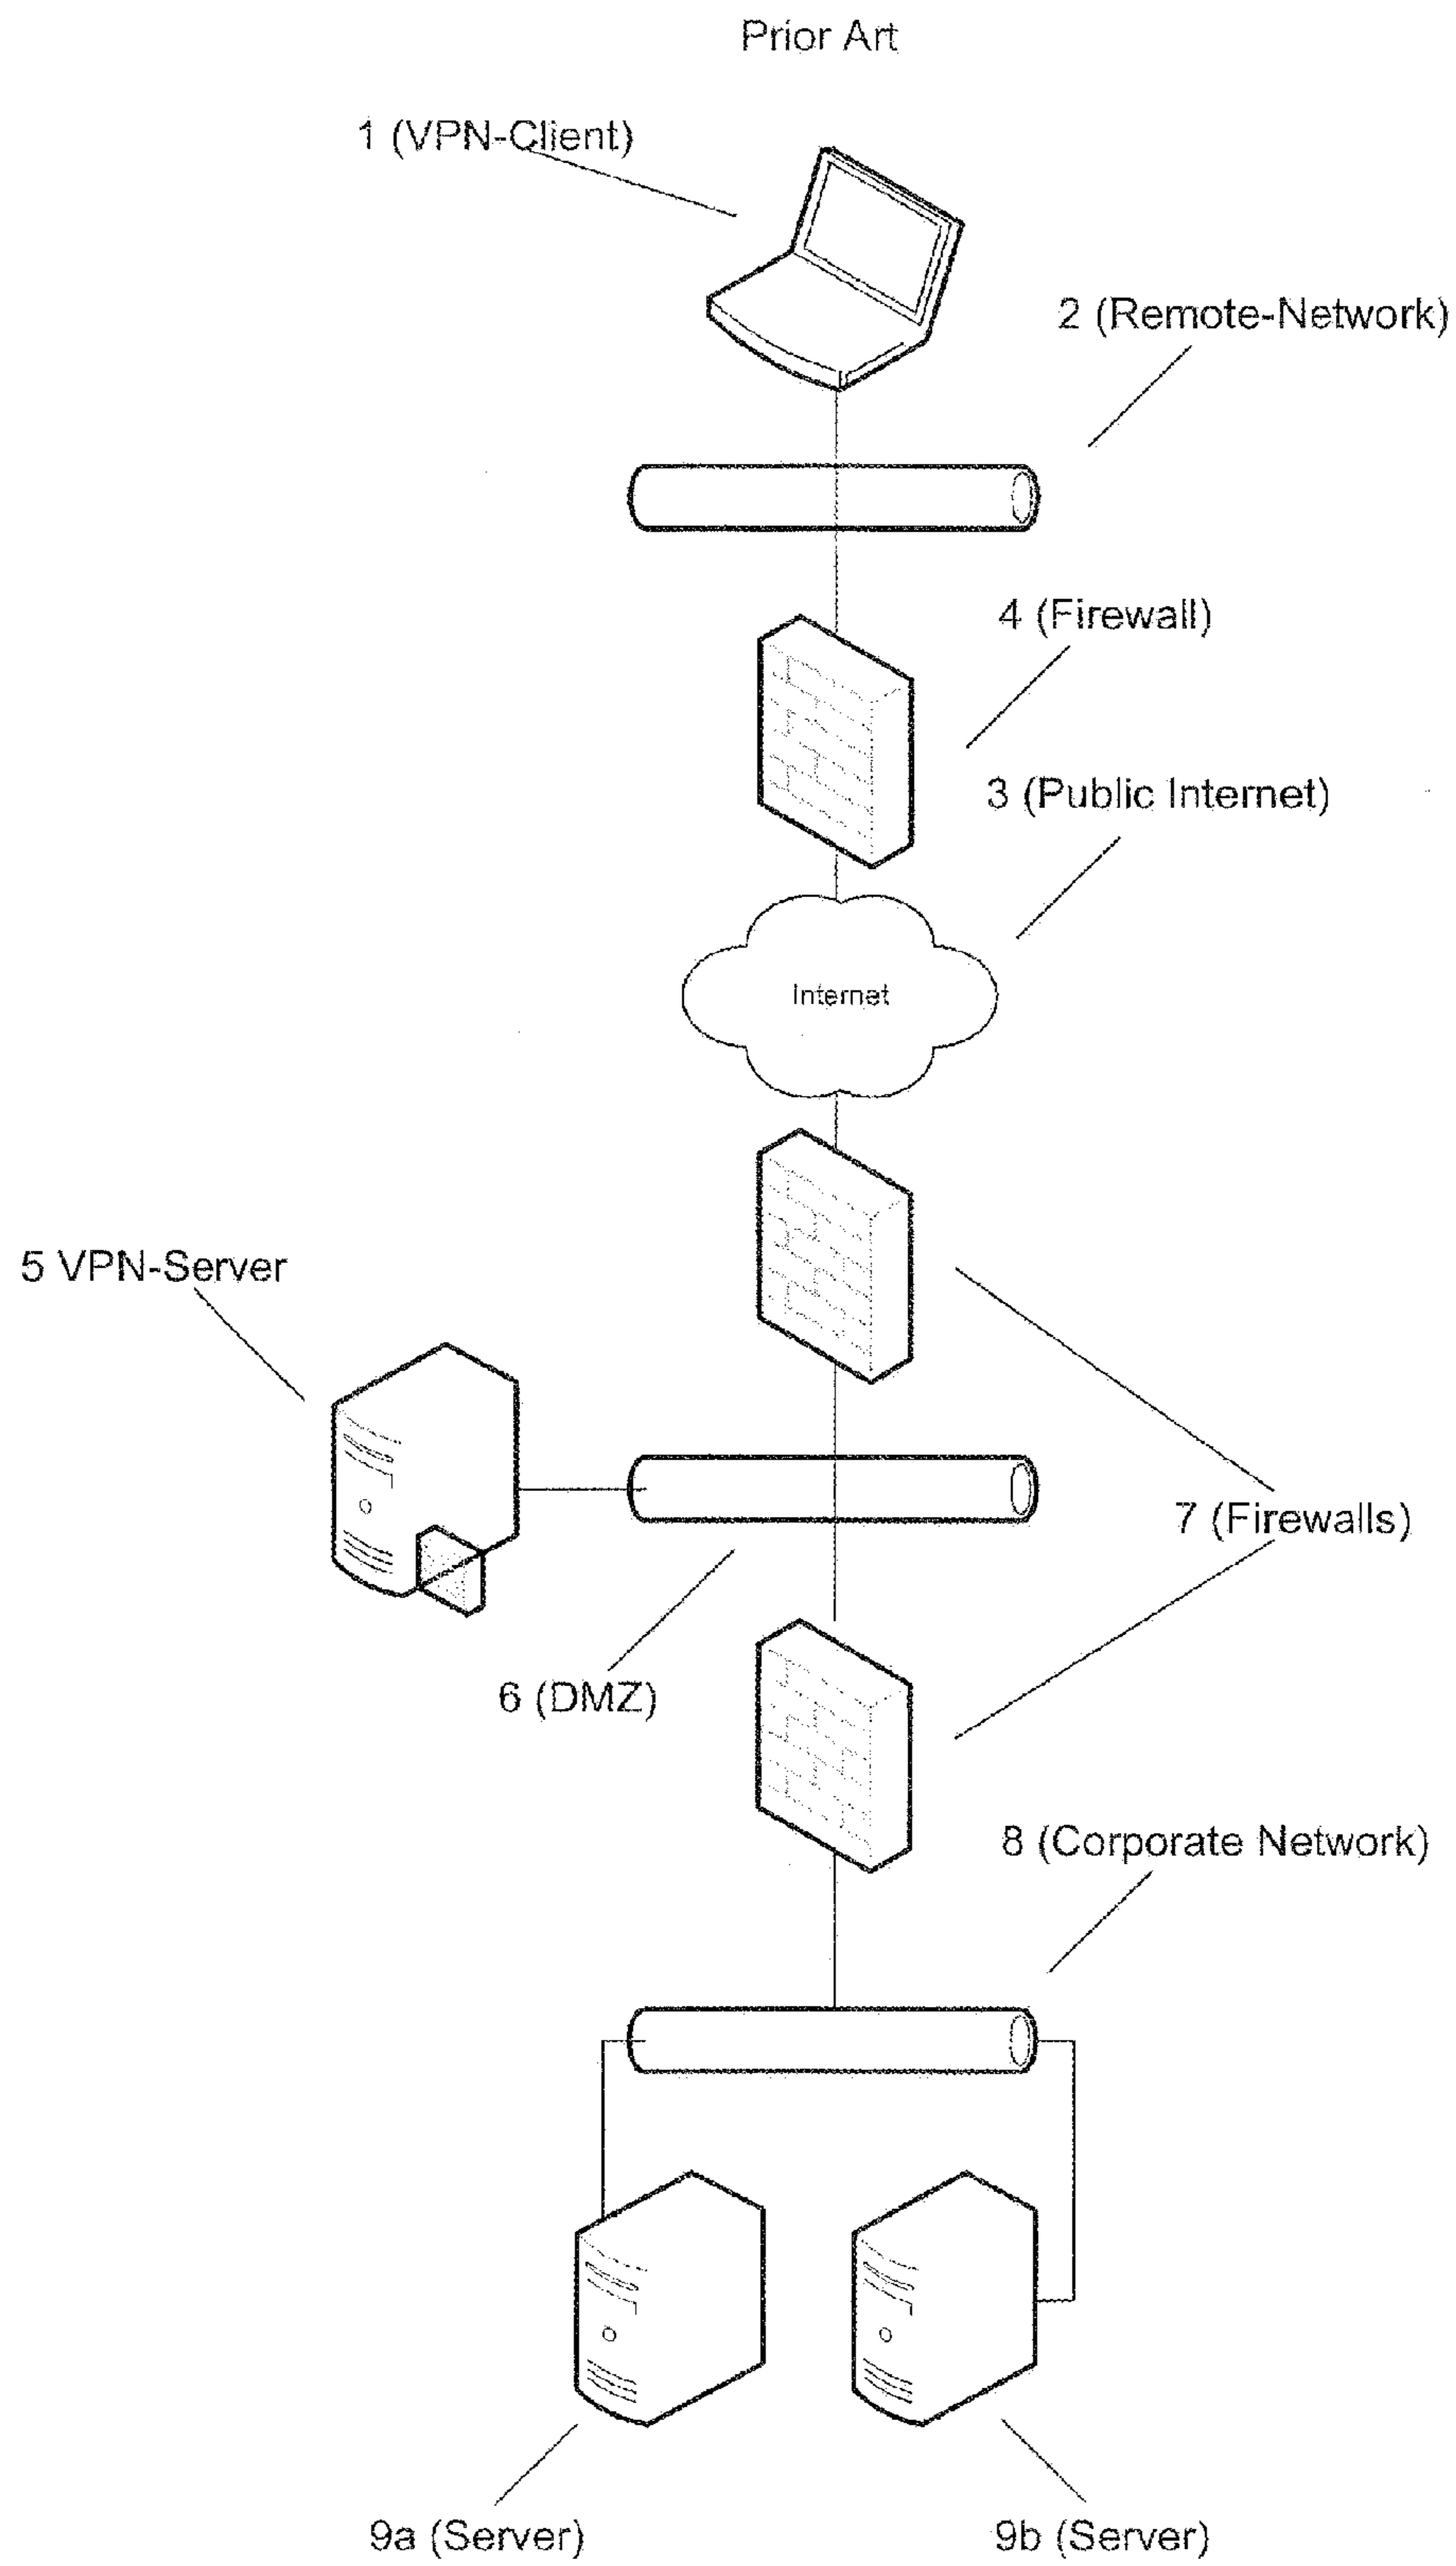 Prior Art
1 (VPN-Client)
2 (Remote-Network)
4 (Firewall)
3 (Public Internet)
Internet
5 VPN-Server
7 (Firewalls)
6 (DMZ)
8 (Corporate Network)
9a (Server)
9b (Server)